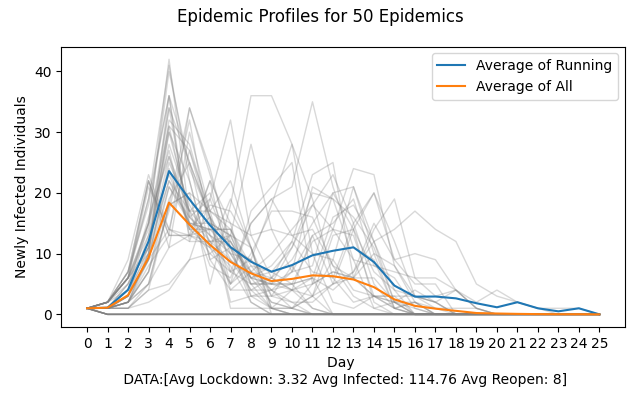 Epidemic Profiles for 50 Epidemics
Average of Running
Average of All
Newly Infected Individuals
40
30
20
10
0
0 1 2 3 4 5 6 7 8 9 10 11 12 13 14 15 16 17 18 19 20 21 22 23 24 25
Day
DATA:[Avg Lockdown: 3.32 Avg Infected: 114.76 Avg Reopen: 8]